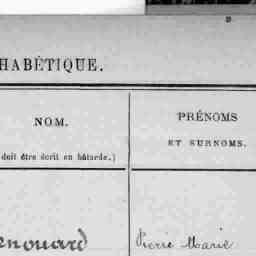 HABÉTIQUE.
NOM.
doit être écrit en bâtarde.)
PRÉNOMS
ET SURNOMS.
enouard
Pierre Marie